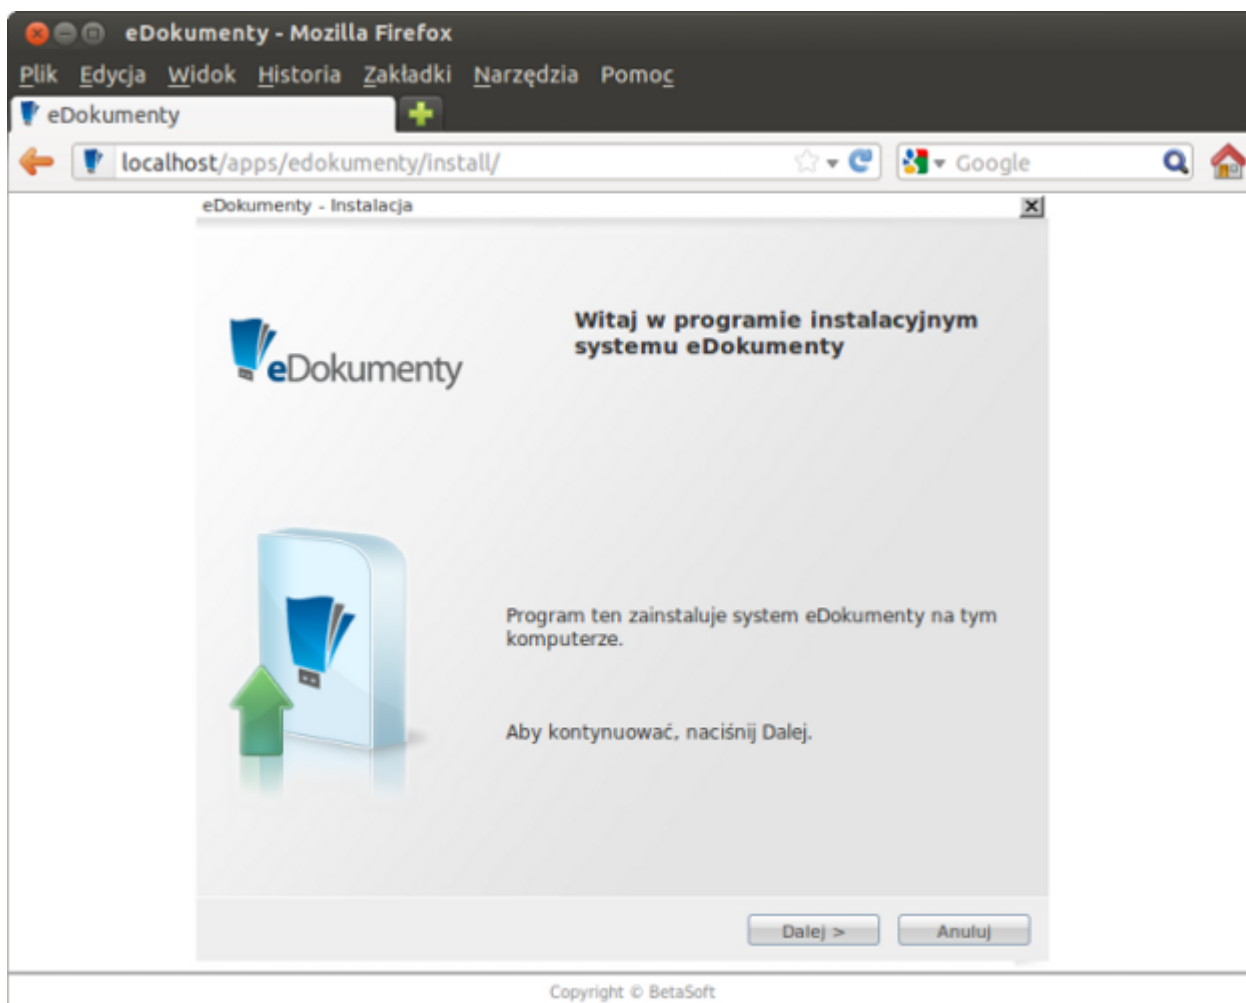 eDokumenty - Mozilla Firefox
Plik Edycja Widok Historia Zakładki Narzędzia Pomoc
eDokumenty
localhost/apps/edokumenty/install/ Google
eDokumenty - Instalacja
Witaj w programie instalacyjnym
systemu eDokumenty
eDokumenty
Program ten zainstaluje system eDokumenty na tym
komputerze.
Aby kontynuować, naciśnij Dalej.
Dalej > Anuluj
Copyright © BetaSoft